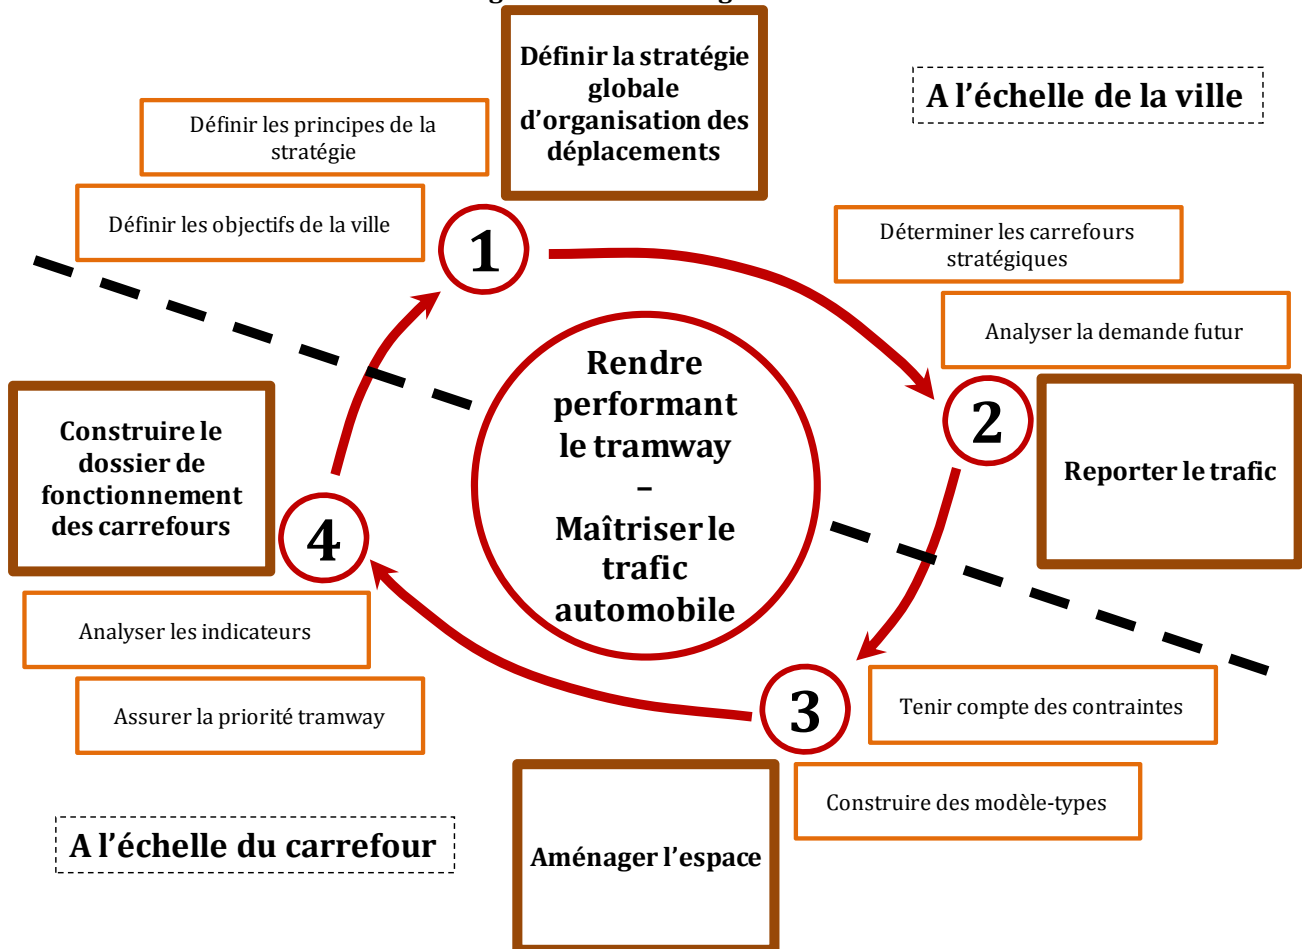 Définir la stratégie
globale
d'organisation des
déplacements
A l'échelle de la ville
Définir les principes de la
stratégie
Définir les objectifs de la ville
1
Déterminer les carrefours
stratégiques
Analyser la demande futur
2
Reporter le trafic
Rendre
performant
le tramway
–
Maîtriser le
trafic
automobile
Construire le
dossier de
fonctionnement
des carrefours
4
Analyser les indicateurs
Assurer la priorité tramway
3
Tenir compte des contraintes
Construire des modèle-types
Aménager l'espace
A l'échelle du carrefour